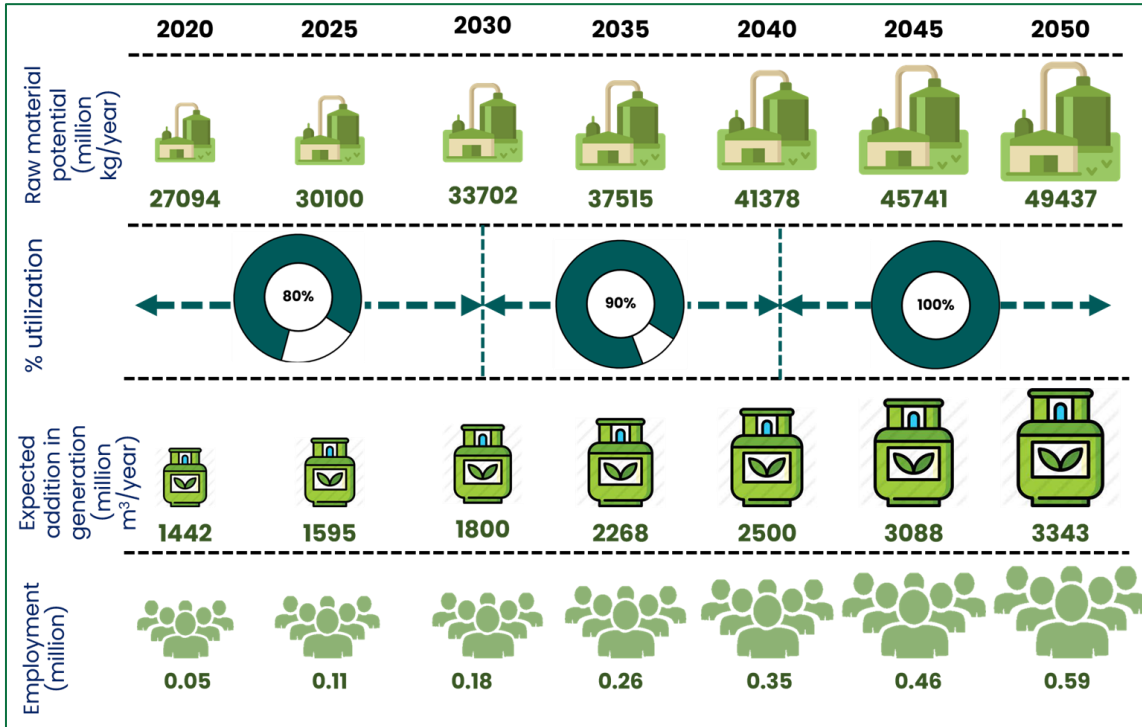 2020 2025 2030 2035 2040 2045 2050
Raw material
potential
(million
kg/year)
27094 30100 33702 37515 41378 45741 49437
% utilization
80% 90% 100%
Expected
addition in
generation
(million
m³/year)
1442 1595 1800 2268 2500 3088 3343
Employment
(million)
0.05 0.11 0.18 0.26 0.35 0.46 0.59